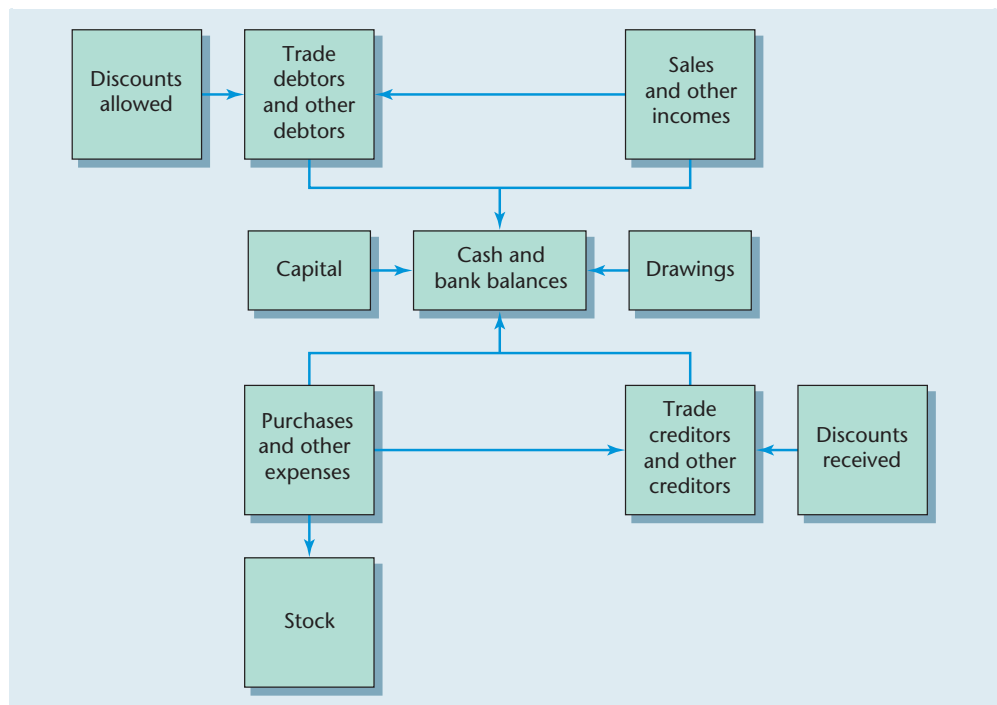 Discounts
allowed
Trade
debtors
and other
debtors
Sales
and other
incomes
Capital
Cash and
bank balances
Drawings
Purchases
and other
expenses
Trade
creditors
and other
creditors
Discounts
received
Stock